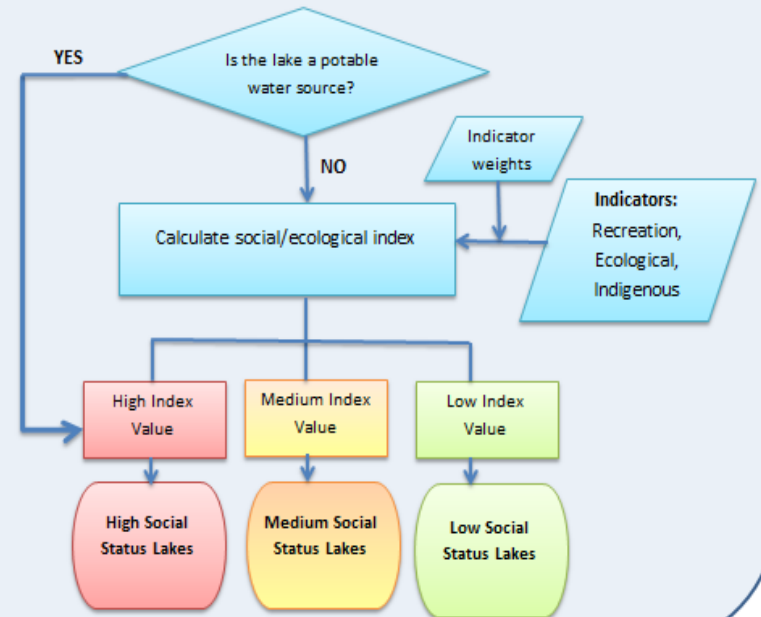 YES
Is the lake a potable
water source?
NO
Indicator
weights
Indicators:
Recreation,
Ecological,
Indigenous
Calculate social/ecological index
High Index
Value
Medium Index
Value
Low Index
Value
High Social
Status Lakes
Medium Social
Status Lakes
Low Social
Status Lakes